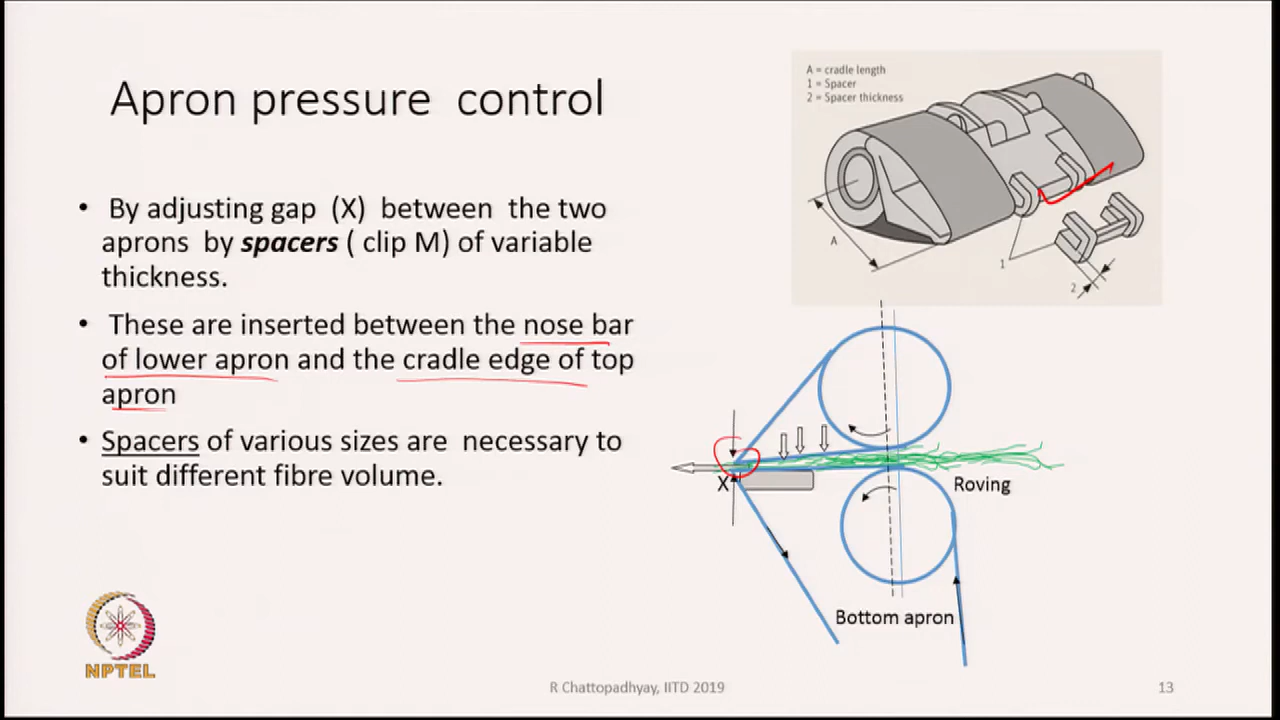 Apron pressure control
• By adjusting gap (X) between the two
aprons by spacers ( clip M) of variable
thickness.
• These are inserted between the nose bar
of lower apron and the cradle edge of top
apron
• Spacers of various sizes are necessary to
suit different fibre volume.
A = cradle length
1 = Spacer
2 = Spacer thickness
A
1
2
X
Roving
Bottom apron
NPTEL
R Chattopadhyay, IITD 2019
13